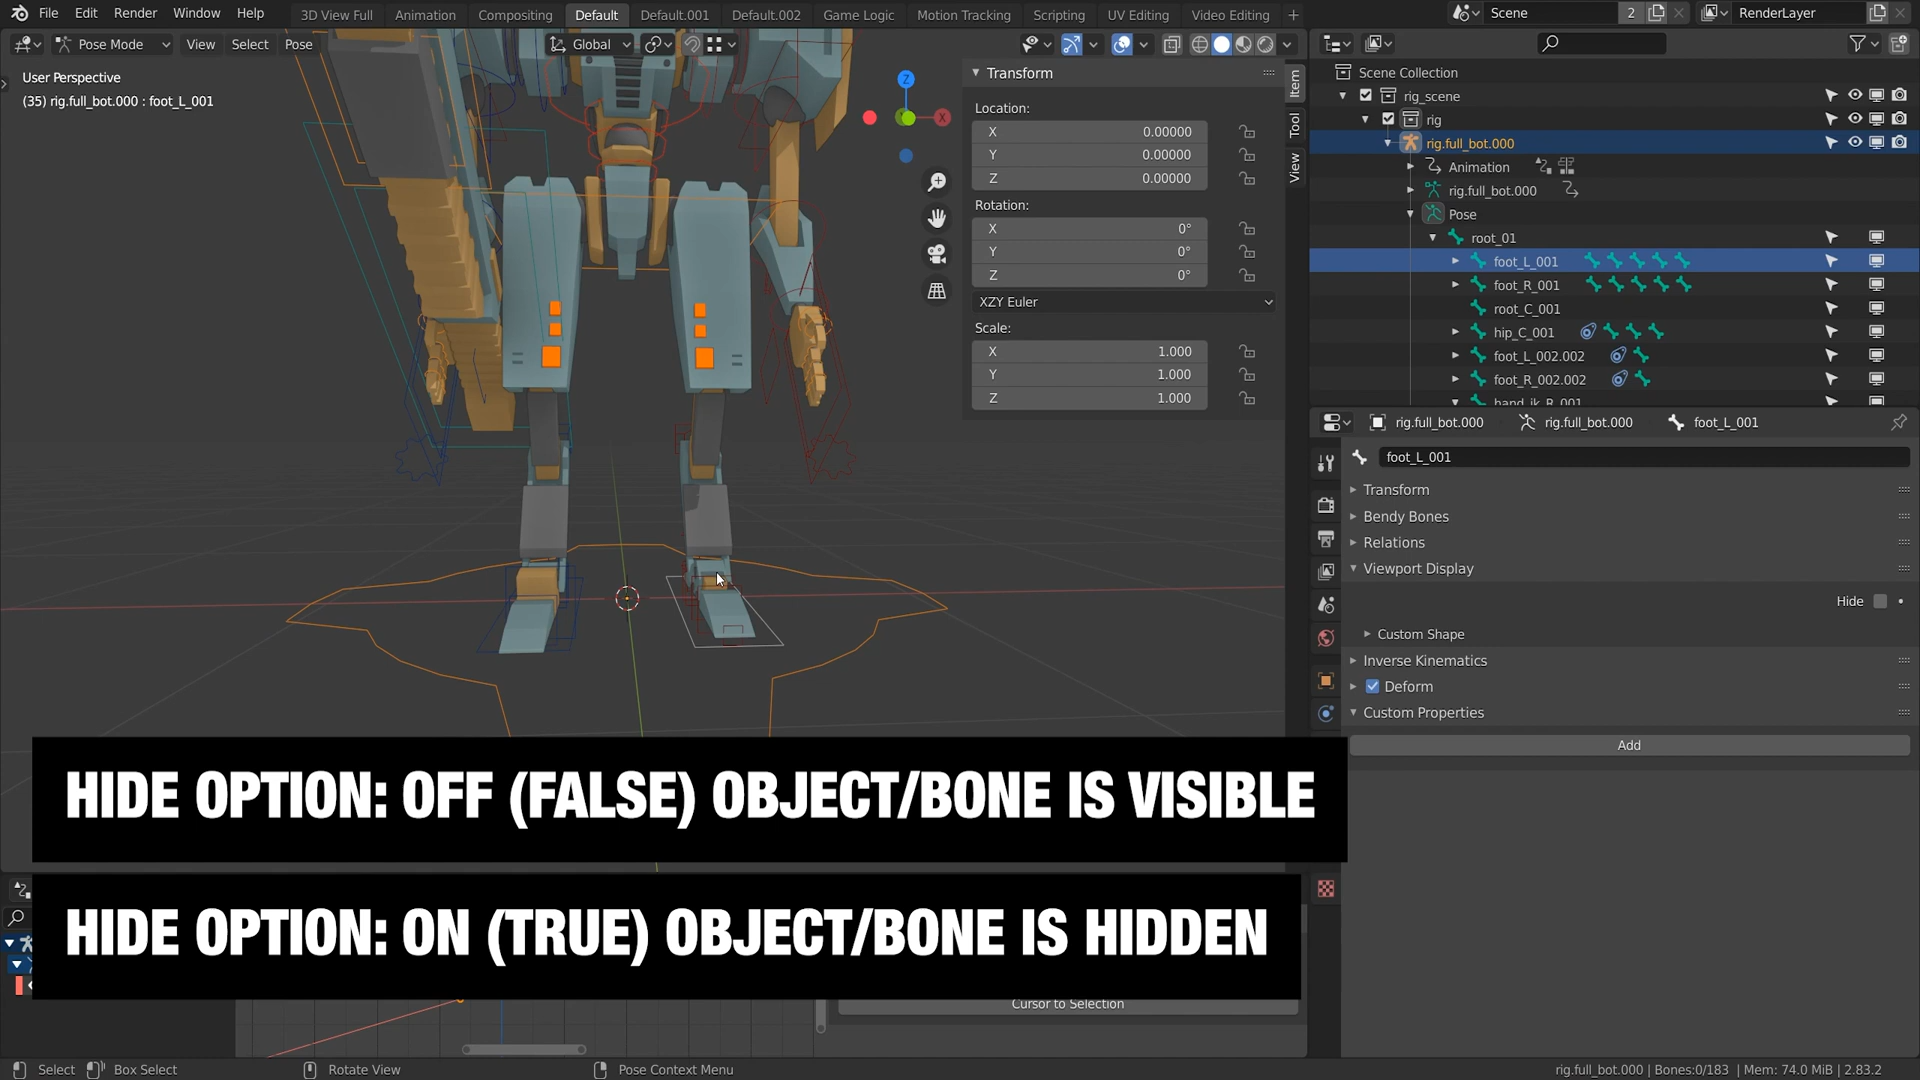 File Edit Render Window Help 3D View Full Animation Compositing Default Default.001 Default.002 Game Logic Motion Tracking Scripting UV Editing Video Editing + Scene 2 RenderLayer
Pose Mode View Select Pose Global
User Perspective
(35) rig.full_bot.000 : foot_L_001
Z
X
Transform
Location:
X 0.00000
Y 0.00000
Z 0.00000
Rotation:
X 0°
Y 0°
Z 0°
XZY Euler
Scale:
X 1.000
Y 1.000
Z 1.000
Item
Tool
View
Scene Collection
rig_scene
rig
rig.full_bot.000
Animation
rig.full_bot.000
Pose
root_01
foot_L_001
foot_R_001
root_C_001
hip_C_001
foot_L_002.002
foot_R_002.002
hand_ik_R_001
rig.full_bot.000 rig.full_bot.000 foot_L_001
foot_L_001
Transform
Bendy Bones
Relations
Viewport Display
Hide
Custom Shape
Inverse Kinematics
Deform
Custom Properties
Add
HIDE OPTION: OFF (FALSE) OBJECT/BONE IS VISIBLE
HIDE OPTION: ON (TRUE) OBJECT/BONE IS HIDDEN
Cursor to Selection
Select Box Select Rotate View Pose Context Menu rig.full_bot.000 | Bones:0/183 | Mem: 74.0 MiB | 2.83.2